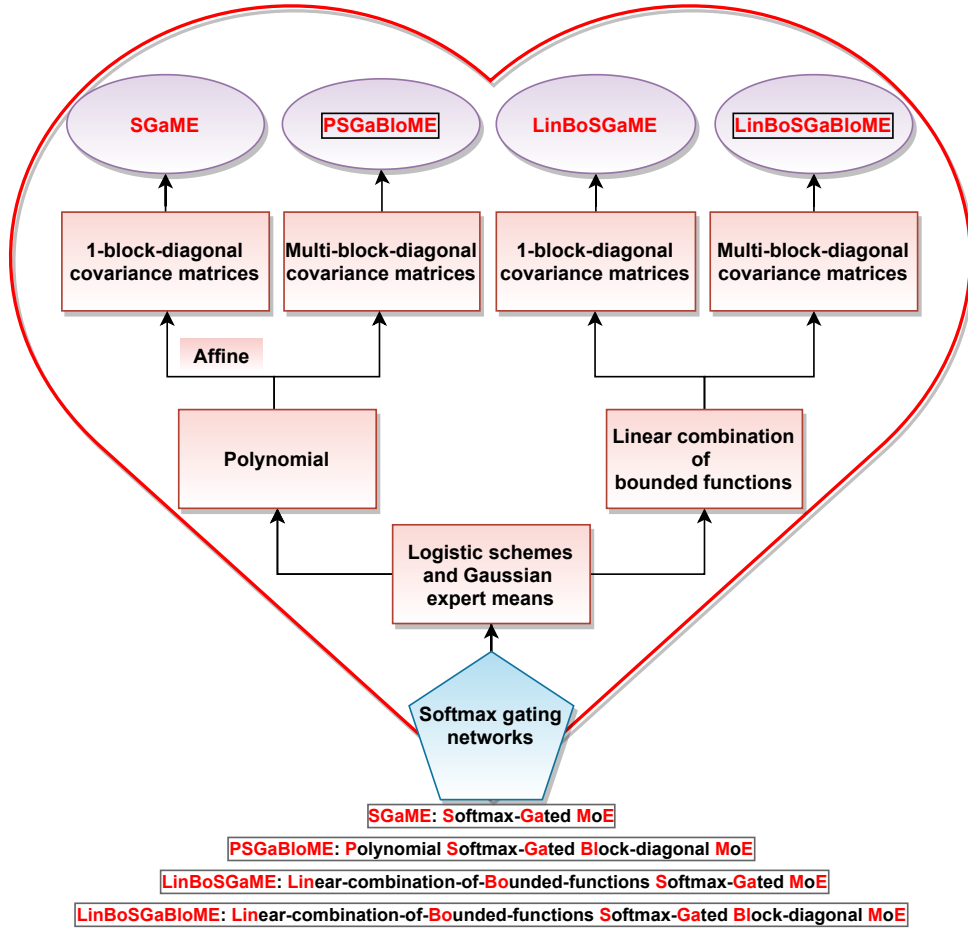 SGaME
PSGaBloME
LinBoSGaME
LinBoSGaBloME
1-block-diagonal
covariance matrices
Multi-block-diagonal
covariance matrices
1-block-diagonal
covariance matrices
Multi-block-diagonal
covariance matrices
Affine
Polynomial
Linear combination
of
bounded functions
Logistic schemes
and Gaussian
expert means
Softmax gating
networks
SGaME: Softmax-Gated MoE
PSGaBloME: Polynomial Softmax-Gated Block-diagonal MoE
LinBoSGaME: Linear-combination-of-Bounded-functions Softmax-Gated MoE
LinBoSGaBloME: Linear-combination-of-Bounded-functions Softmax-Gated Block-diagonal MoE